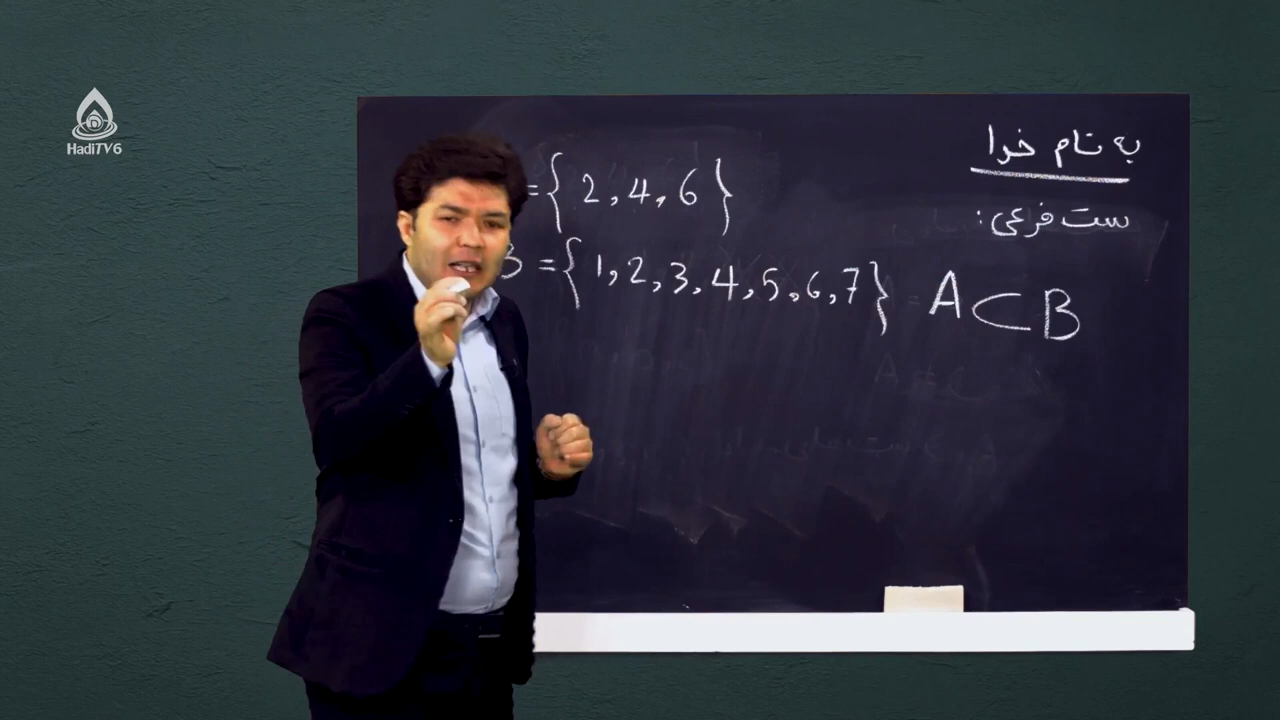 HadiTV6
به نام خدا
ست فرعی:
={2,4,6}
B={1,2,3,4,5,6,7} A⊂B